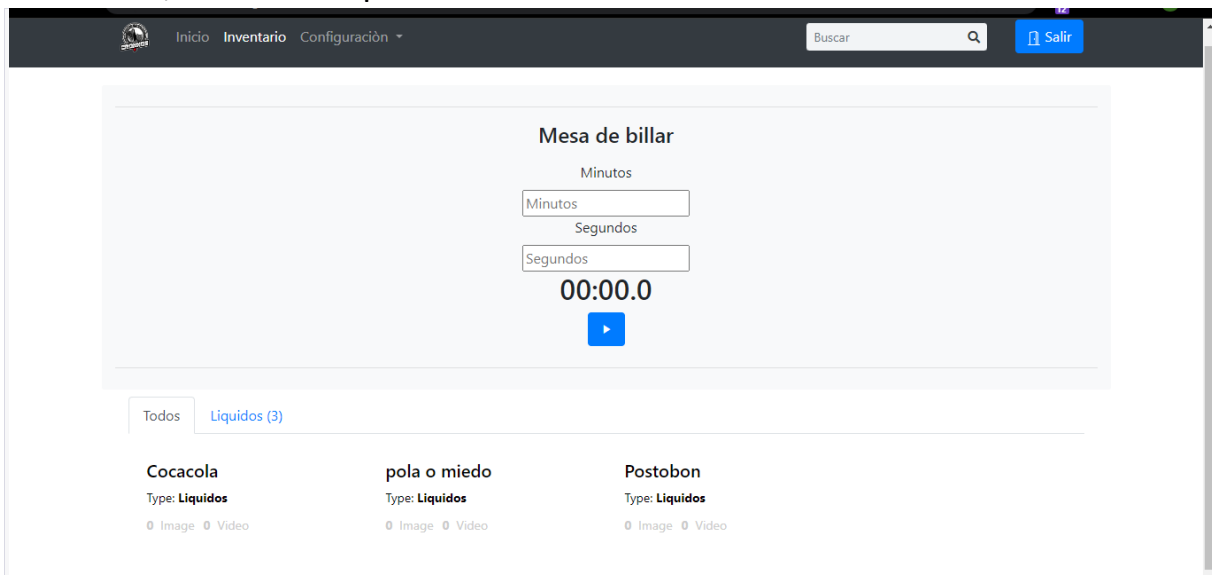 Inicio Inventario Configuraciòn Buscar Salir
Mesa de billar
Minutos
Minutos
Segundos
Segundos
00:00.0
Todos Liquidos (3)
Cocacola pola o miedo Postobon
Type: Liquidos Type: Liquidos Type: Liquidos
0 Image 0 Video 0 Image 0 Video 0 Image 0 Video